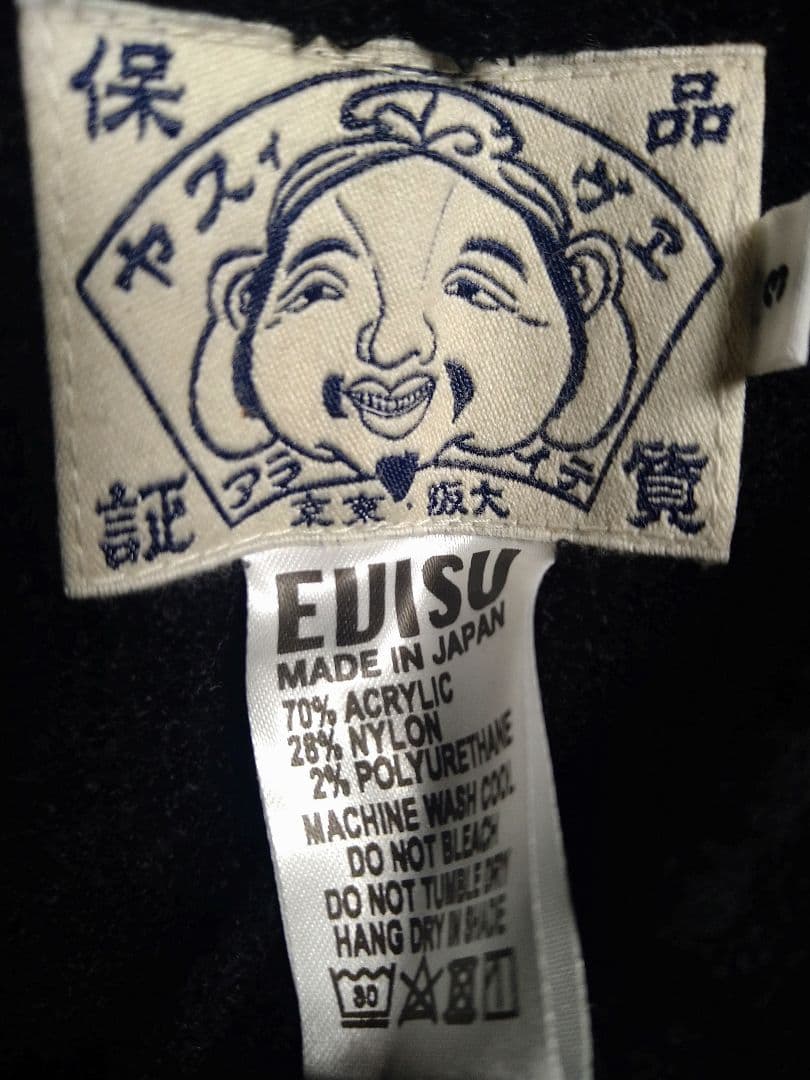 品質
保証
エヴィスヤ
テイラア
大阪・東京
3
EVISU
MADE IN JAPAN
70% ACRYLIC
28% NYLON
2% POLYURETHANE
MACHINE WASH COOL
DO NOT BLEACH
DO NOT TUMBLE DRY
HANG DRY IN SHADE
30